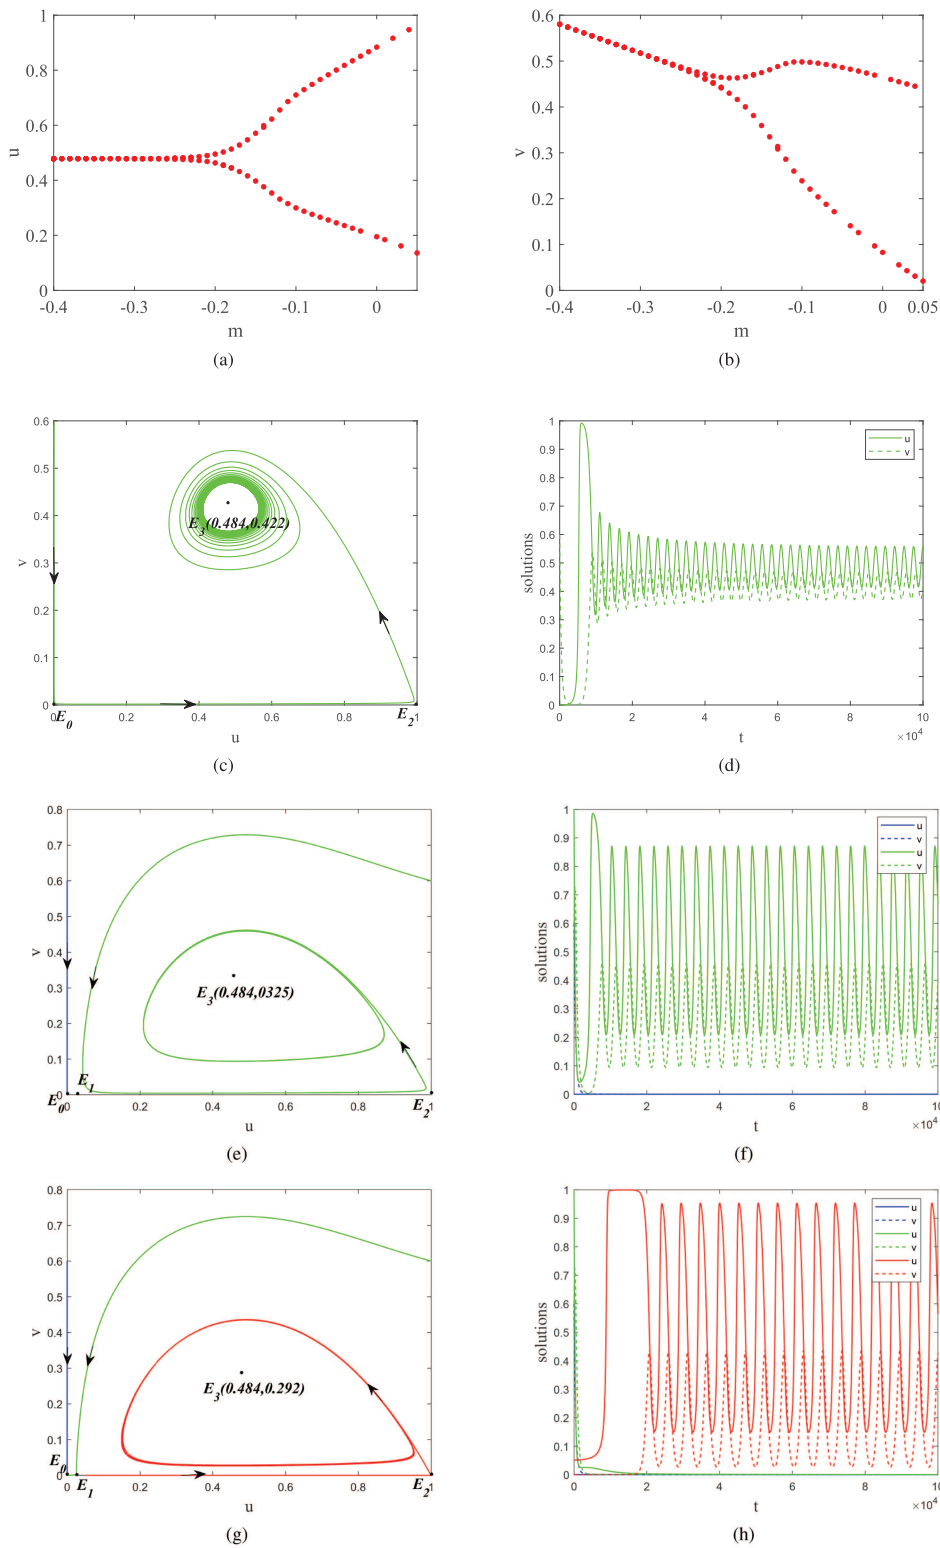 1
0.8
0.6
0.4
0.2
0
u
-0.4 -0.3 -0.2 -0.1 0
m
(a)
0.6
0.5
0.4
0.3
0.2
0.1
0
v
-0.4 -0.3 -0.2 -0.1 0 0.05
m
(b)
0.6
0.5
0.4
0.3
0.2
0.1
0
v
E3(0.484,0.422)
E0
E2
0 0.2 0.4 0.6 0.8 1
u
(c)
1
0.9
0.8
0.7
0.6
0.5
0.4
0.3
0.2
0.1
0
solutions
u
v
0 2 4 6 8 10
×10^4
t
(d)
0.8
0.7
0.6
0.5
0.4
0.3
0.2
0.1
0
v
E3(0.484,0325)
E1
E0
E2
0 0.2 0.4 0.6 0.8 1
u
(e)
1
0.9
0.8
0.7
0.6
0.5
0.4
0.3
0.2
0.1
0
solutions
u
v
u
v
0 2 4 6 8 10
×10^4
t
(f)
0.8
0.7
0.6
0.5
0.4
0.3
0.2
0.1
0
v
E3(0.484,0.292)
E0
E1
E2
0 0.2 0.4 0.6 0.8 1
u
(g)
1
0.9
0.8
0.7
0.6
0.5
0.4
0.3
0.2
0.1
0
solutions
u
v
u
v
u
v
0 2 4 6 8 10
×10^4
t
(h)